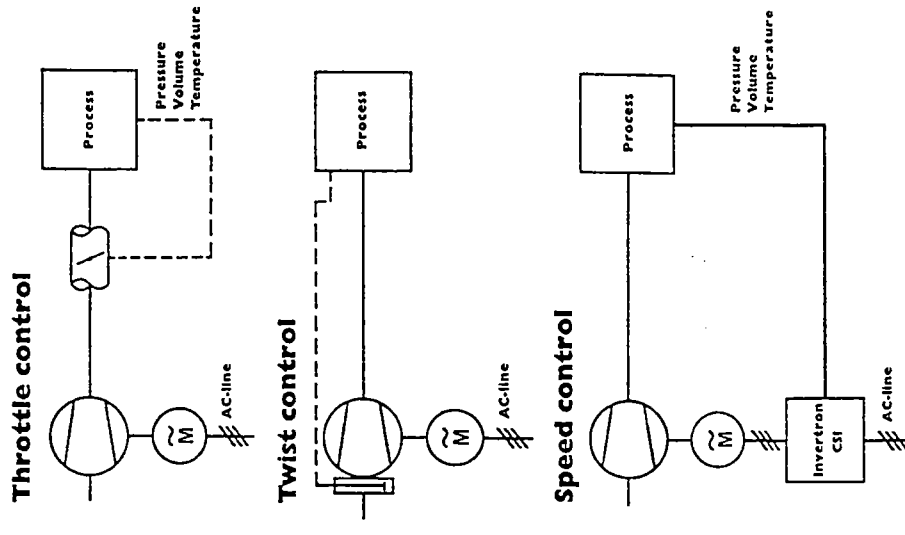 Throttle control
Process
Pressure
Volume
Temperature
M
AC-line
Twist control
Process
M
AC-line
Speed control
Process
Pressure
Volume
Temperature
M
Invertron
CSI
AC-line